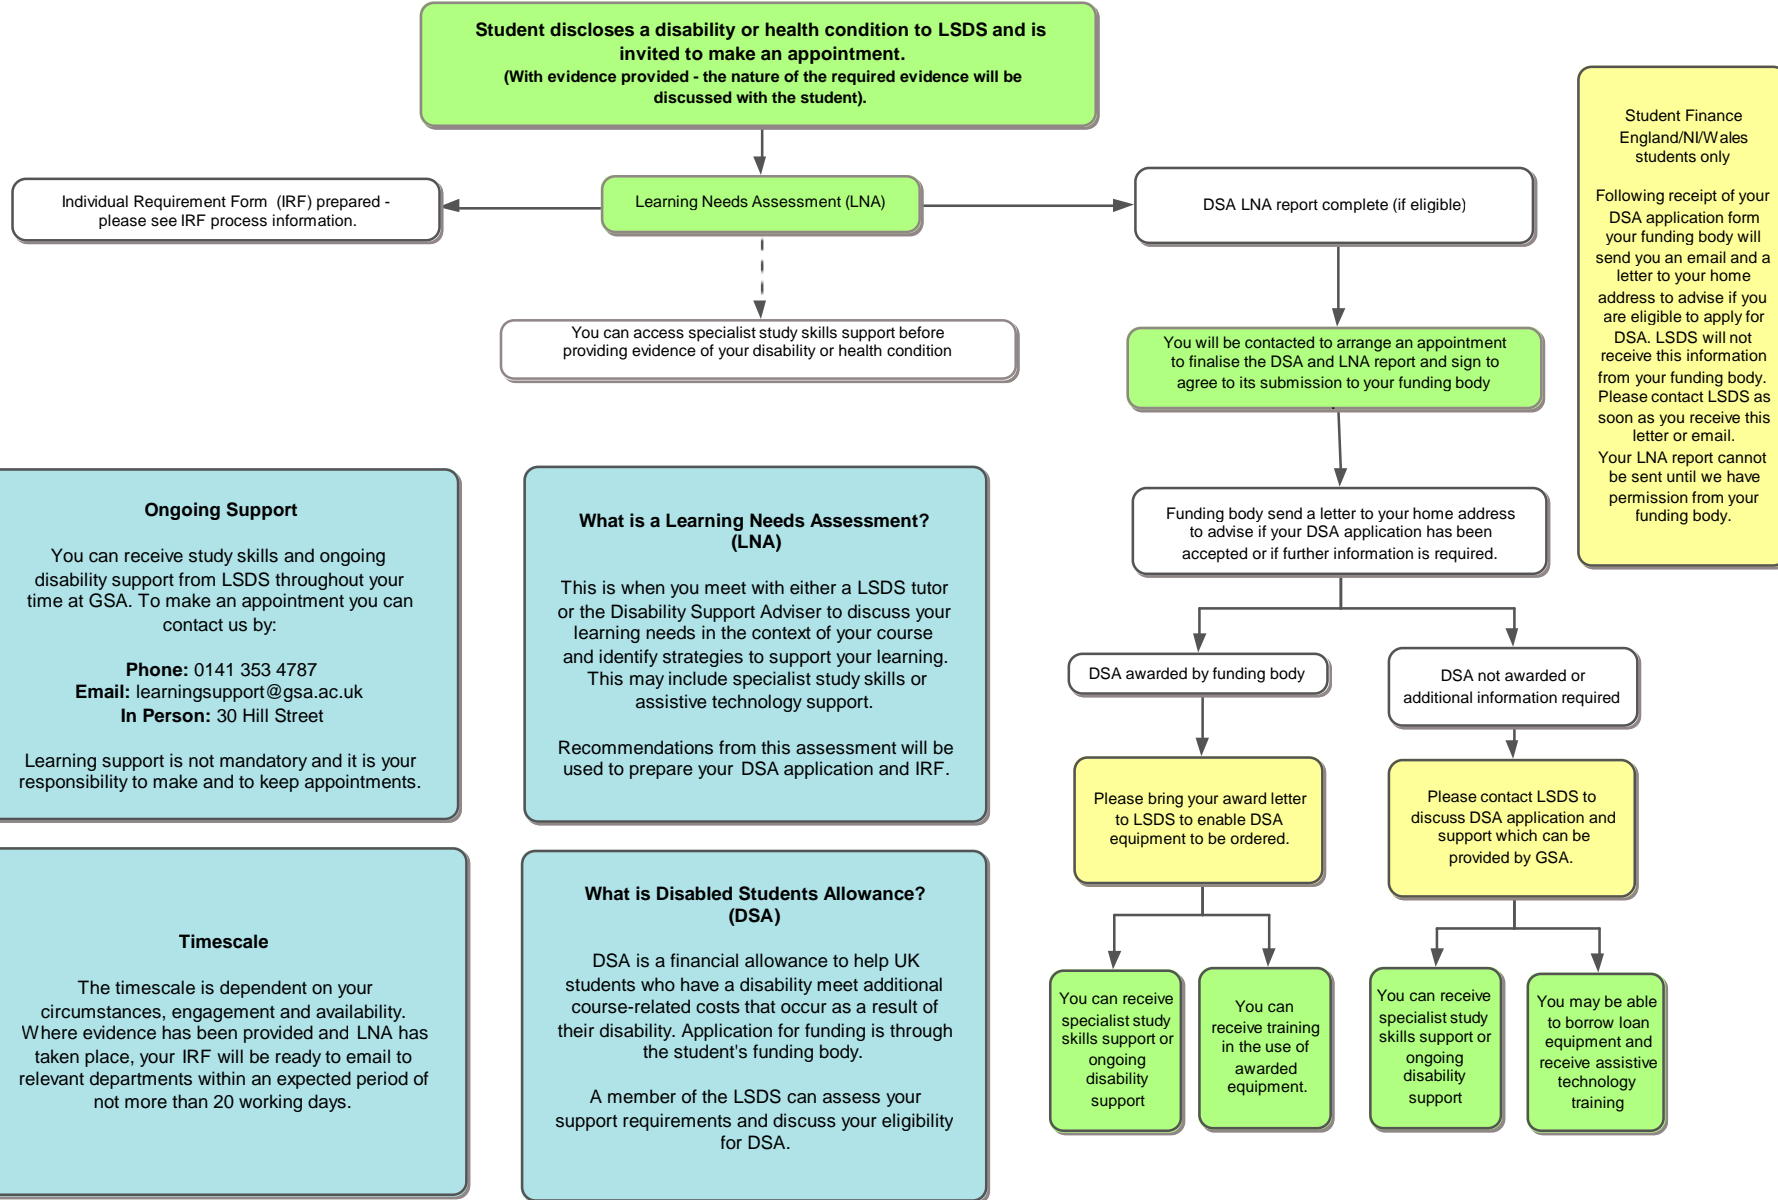 Student discloses a disability or health condition to LSDS and is
invited to make an appointment.
(With evidence provided - the nature of the required evidence will be
discussed with the student).
Individual Requirement Form (IRF) prepared -
please see IRF process information.
Learning Needs Assessment (LNA)
DSA LNA report complete (if eligible)
You can access specialist study skills support before
providing evidence of your disability or health condition
You will be contacted to arrange an appointment
to finalise the DSA and LNA report and sign to
agree to its submission to your funding body
Student Finance
England/NI/Wales
students only
Following receipt of your
DSA application form
your funding body will
send you an email and a
letter to your home
address to advise if you
are eligible to apply for
DSA. LSDS will not
receive this information
from your funding body.
Please contact LSDS as
soon as you receive this
letter or email.
Your LNA report cannot
be sent until we have
permission from your
funding body.
Funding body send a letter to your home address
to advise if your DSA application has been
accepted or if further information is required.
DSA awarded by funding body
DSA not awarded or
additional information required
Please bring your award letter
to LSDS to enable DSA
equipment to be ordered.
Please contact LSDS to
discuss DSA application and
support which can be
provided by GSA.
You can receive
specialist study
skills support or
ongoing
disability
support
You can
receive training
in the use of
awarded
equipment.
You can receive
specialist study
skills support or
ongoing
disability
support
You may be able
to borrow loan
equipment and
receive assistive
technology
training
Ongoing Support
You can receive study skills and ongoing
disability support from LSDS throughout your
time at GSA. To make an appointment you can
contact us by:
Phone: 0141 353 4787
Email: learningsupport@gsa.ac.uk
In Person: 30 Hill Street
Learning support is not mandatory and it is your
responsibility to make and to keep appointments.
What is a Learning Needs Assessment?
(LNA)
This is when you meet with either a LSDS tutor
or the Disability Support Adviser to discuss your
learning needs in the context of your course
and identify strategies to support your learning.
This may include specialist study skills or
assistive technology support.
Recommendations from this assessment will be
used to prepare your DSA application and IRF.
Timescale
The timescale is dependent on your
circumstances, engagement and availability.
Where evidence has been provided and LNA has
taken place, your IRF will be ready to email to
relevant departments within an expected period of
not more than 20 working days.
What is Disabled Students Allowance?
(DSA)
DSA is a financial allowance to help UK
students who have a disability meet additional
course-related costs that occur as a result of
their disability. Application for funding is through
the student's funding body.
A member of the LSDS can assess your
support requirements and discuss your eligibility
for DSA.